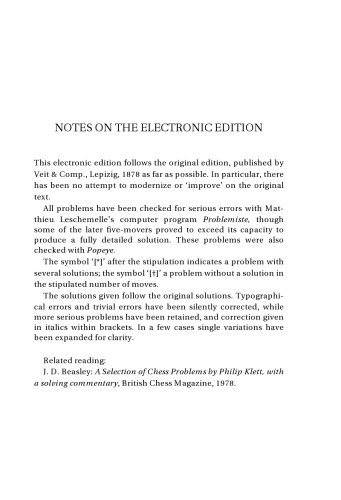 NOTES ON THE ELECTRONIC EDITION
This electronic edition follows the original edition, published by
Veit & Comp., Lepizig, 1878 as far as possible. In particular, there
has been no attempt to modernize or ‘improve’ on the original
text.
All problems have been checked for serious errors with Mat-
thieu Leschemelle’s computer program Problemiste, though
some of the later five-movers proved to exceed its capacity to
produce a fully detailed solution. These problems were also
checked with Popeye.
The symbol ‘[*]’ after the stipulation indicates a problem with
several solutions; the symbol ‘[†]’ a problem without a solution in
the stipulated number of moves.
The solutions given follow the original solutions. Typographi-
cal errors and trivial errors have been silently corrected, while
more serious problems have been retained, and correction given
in italics within brackets. In a few cases single variations have
been expanded for clarity.
Related reading:
J. D. Beasley: A Selection of Chess Problems by Philip Klett, with
a solving commentary, British Chess Magazine, 1978.